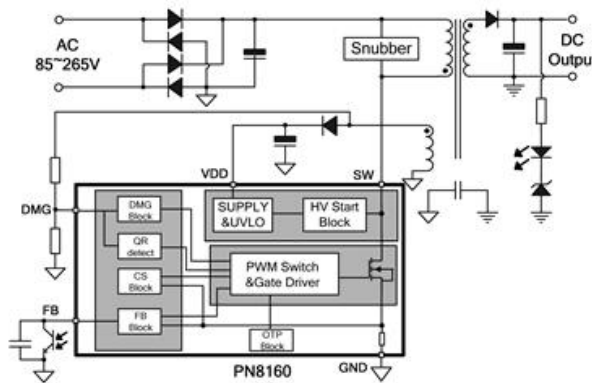 AC
85~265V
Snubber
DC
Outpu
VDD
SW
DMG
DMG
Block
QR
detect
CS
Block
FB
Block
SUPPLY
&UVLO
HV Start
Block
PWM Switch
&Gate Driver
OTP
Block
FB
GND
PN8160